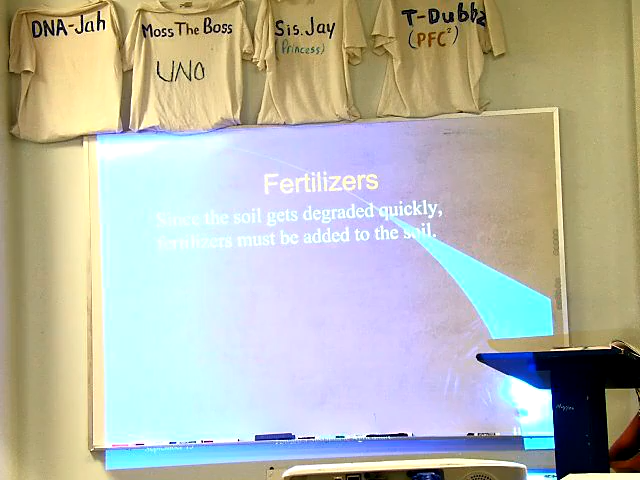 DNA-Jah
Moss The Boss
UNO
Sis. Jay
(Princess)
T-Dubbz
(PFC²)
Fertilizers
Since the soil gets degraded quickly,
fertilizers must be added to the soil.